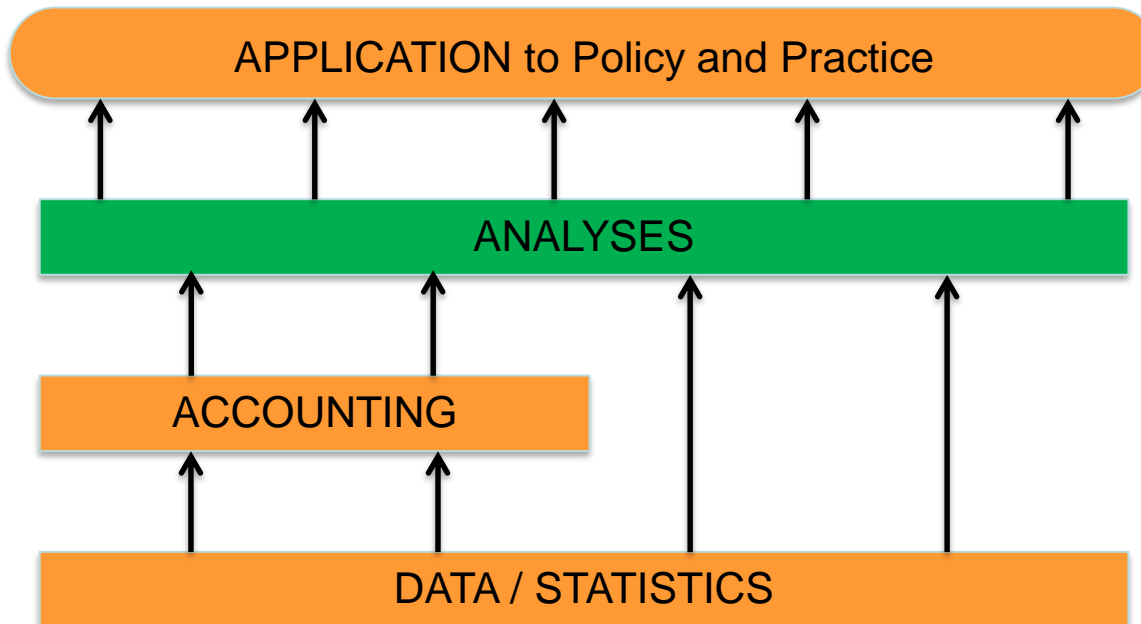 APPLICATION to Policy and Practice
ANALYSES
ACCOUNTING
DATA / STATISTICS